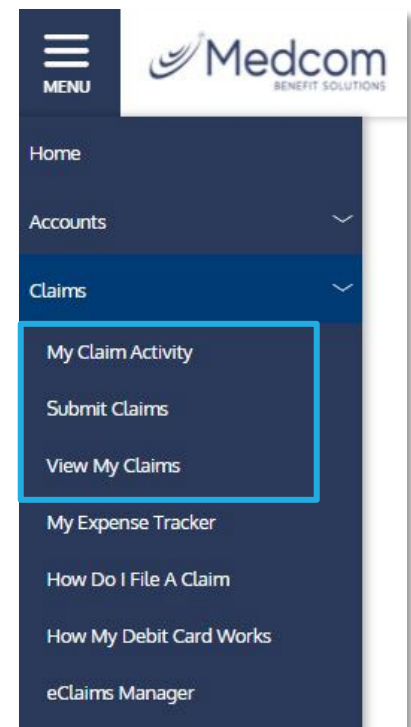 MENU
Medcom
BENEFIT SOLUTIONS
Home
Accounts
Claims
My Claim Activity
Submit Claims
View My Claims
My Expense Tracker
How Do I File A Claim
How My Debit Card Works
eClaims Manager